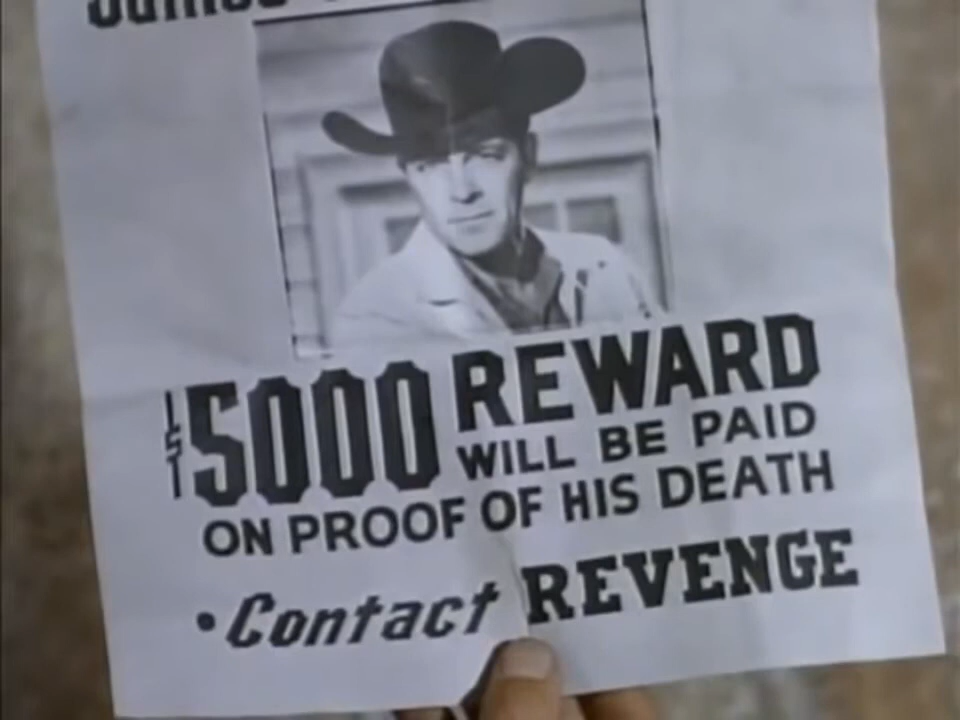 $5000 REWARD
WILL BE PAID
ON PROOF OF HIS DEATH
•Contact REVENGE